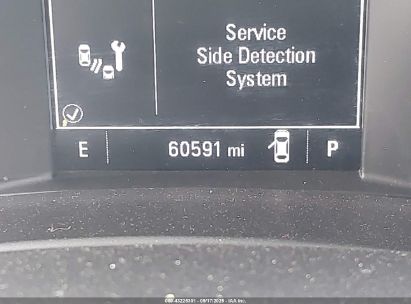 Service
Side Detection
System
E 60591 mi P